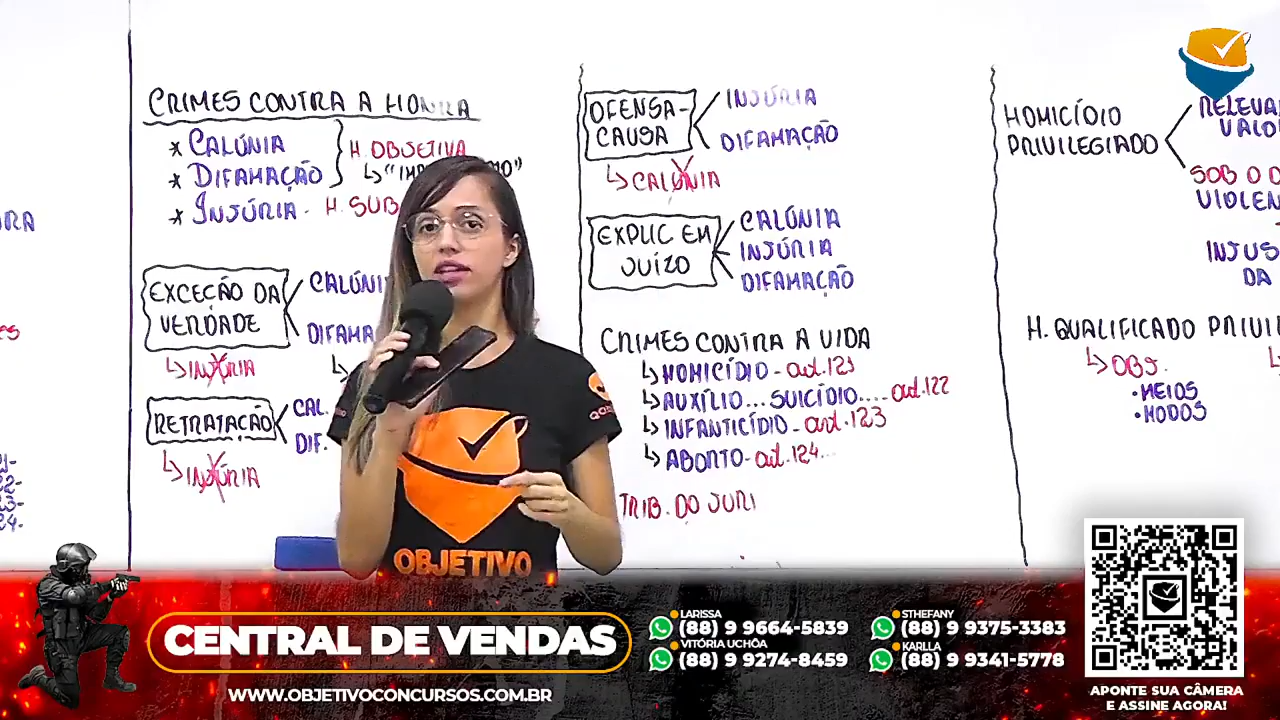 CRIMES CONTRA A HONRA
* CALÚNIA
* DIFAMAÇÃO
* INJÚRIA - H. SUB
H. OBJETIVA
EXCEÇÃO DA
VERDADE
CALÚNI
DIFAMA
INJÚRIA
RETRATAÇÃO
CAL.
DIF.
INJÚRIA
OFENSA-
CAUSA
INJÚRIA
DIFAMAÇÃO
CALÚNIA
EXPLIC EM
JUÍZO
CALÚNIA
INJÚRIA
DIFAMAÇÃO
CRIMES CONTRA A VIDA
HOMICÍDIO - art. 121
AUXÍLIO... SUICÍDIO.... art. 122
INFANTICÍDIO - art. 123
ABORTO - art. 124...
TRIB. DO JURI
HOMICÍDIO
PRIVILEGIADO
RELEVA
VALO
SOB O D
VIOLEN
INJUS
DA
H. QUALIFICADO PRIVILE
OBJ.
• MEIOS
• MODOS
OBJETIVO
CENTRAL DE VENDAS
WWW.OBJETIVOCONCURSOS.COM.BR
LARISSA
(88) 9 9664-5839
VITÓRIA UCHÔA
(88) 9 9274-8459
STHEFANY
(88) 9 9375-3383
KARLLA
(88) 9 9341-5778
APONTE SUA CÂMERA
E ASSINE AGORA!